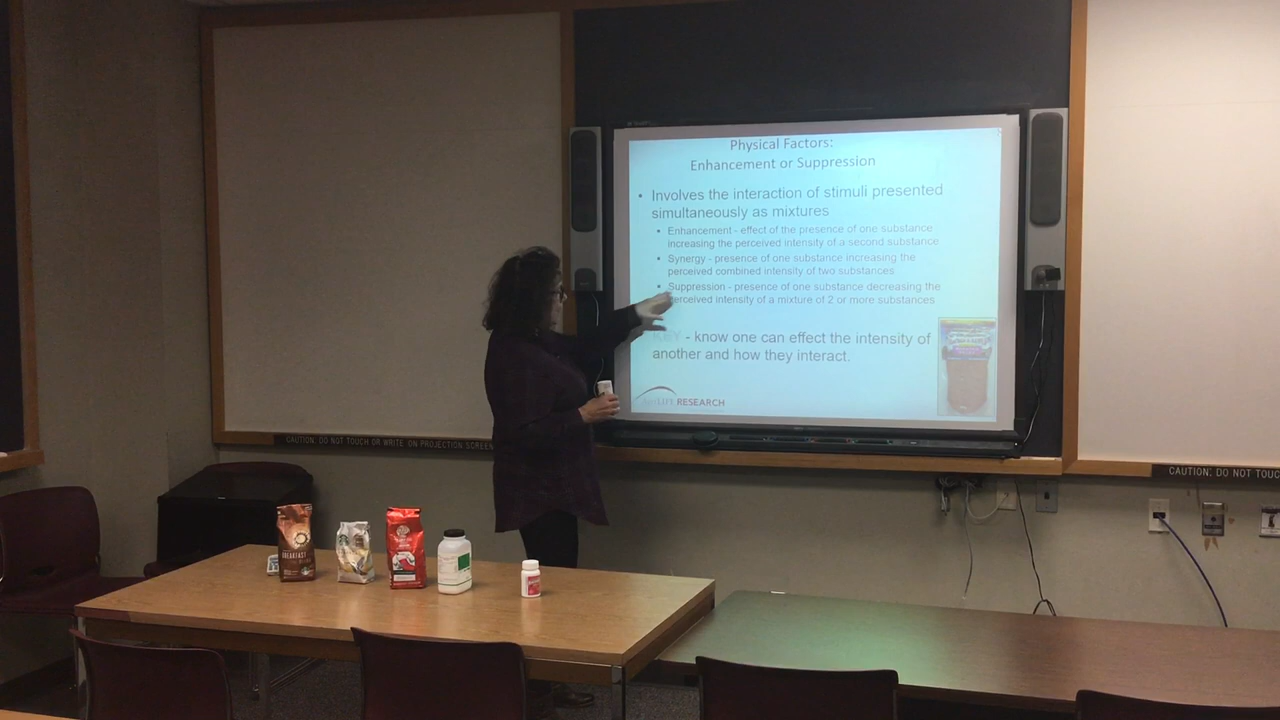 Physical Factors:
Enhancement or Suppression
• Involves the interaction of stimuli presented
simultaneously as mixtures
▪ Enhancement - effect of the presence of one substance
increasing the perceived intensity of a second substance
▪ Synergy - presence of one substance increasing the
perceived combined intensity of two substances
▪ Suppression - presence of one substance decreasing the
perceived intensity of a mixture of 2 or more substances
KEY - know one can effect the intensity of
another and how they interact.
RESEARCH
CAUTION: DO NOT TOUCH OR WRITE ON PROJECTION SCREEN
CAUTION: DO NOT TOUC
BREAKFAST
STARBUCKS